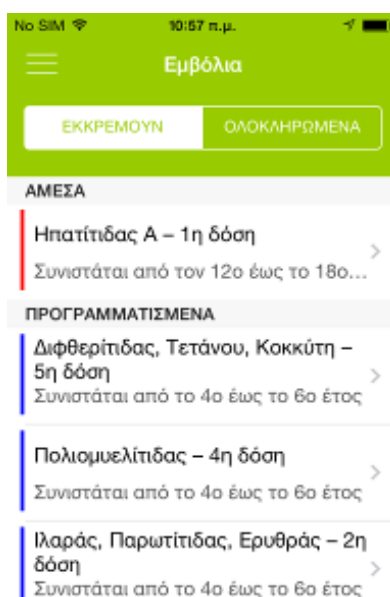 No SIM 10:57 π.μ.
Εμβόλια
ΕΚΚΡΕΜΟΥΝ ΟΛΟΚΛΗΡΩΜΕΝΑ
ΑΜΕΣΑ
Ηπατίτιδας Α – 1η δόση
Συνιστάται από τον 12ο έως το 18ο...
ΠΡΟΓΡΑΜΜΑΤΙΣΜΕΝΑ
Διφθερίτιδας, Τετάνου, Κοκκύτη –
5η δόση
Συνιστάται από το 4ο έως το 6ο έτος
Πολιομυελίτιδας – 4η δόση
Συνιστάται από το 4ο έως το 6ο έτος
Ιλαράς, Παρωτίτιδας, Ερυθράς – 2η
δόση
Συνιστάται από το 4ο έως το 6ο έτος